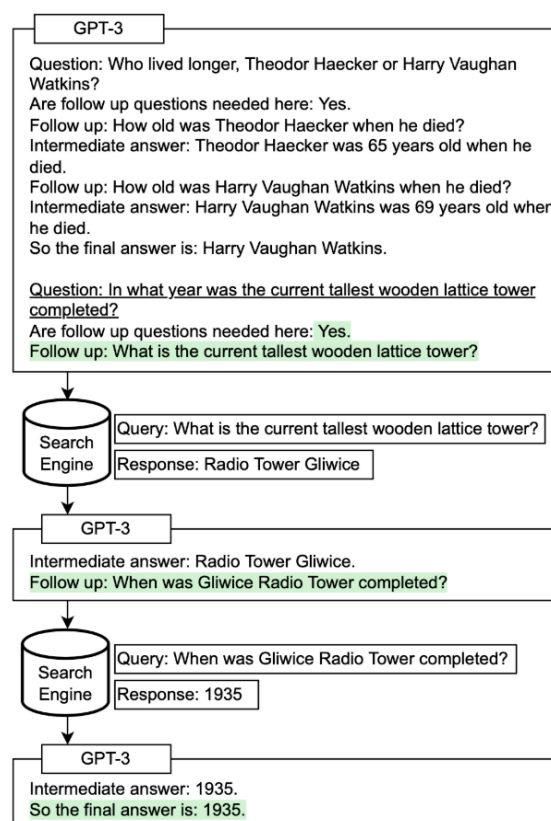 GPT-3
Question: Who lived longer, Theodor Haecker or Harry Vaughan
Watkins?
Are follow up questions needed here: Yes.
Follow up: How old was Theodor Haecker when he died?
Intermediate answer: Theodor Haecker was 65 years old when he
died.
Follow up: How old was Harry Vaughan Watkins when he died?
Intermediate answer: Harry Vaughan Watkins was 69 years old when
he died.
So the final answer is: Harry Vaughan Watkins.
Question: In what year was the current tallest wooden lattice tower
completed?
Are follow up questions needed here: Yes.
Follow up: What is the current tallest wooden lattice tower?
Search
Engine
Query: What is the current tallest wooden lattice tower?
Response: Radio Tower Gliwice
GPT-3
Intermediate answer: Radio Tower Gliwice.
Follow up: When was Gliwice Radio Tower completed?
Search
Engine
Query: When was Gliwice Radio Tower completed?
Response: 1935
GPT-3
Intermediate answer: 1935.
So the final answer is: 1935.